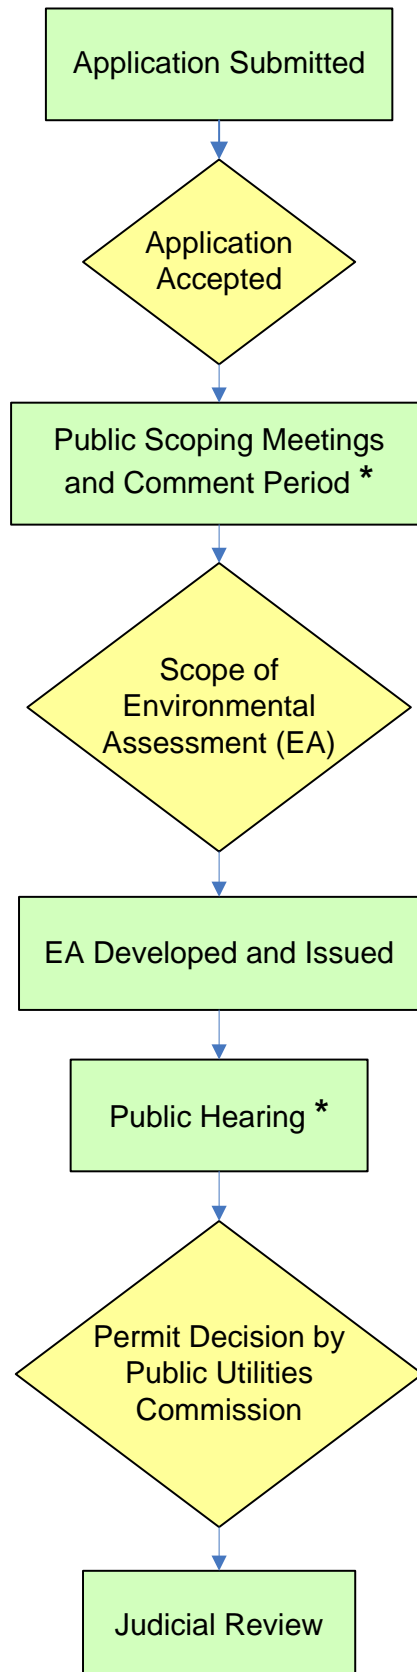 Application Submitted
Application
Accepted
Public Scoping Meetings
and Comment Period *
Scope of
Environmental
Assessment (EA)
EA Developed and Issued
Public Hearing *
Permit Decision by
Public Utilities
Commission
Judicial Review